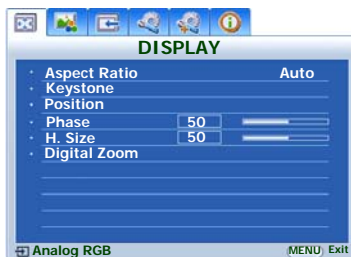 DISPLAY
Aspect Ratio Auto
Keystone
Position
Phase 50
H. Size 50
Digital Zoom
Analog RGB MENU Exit